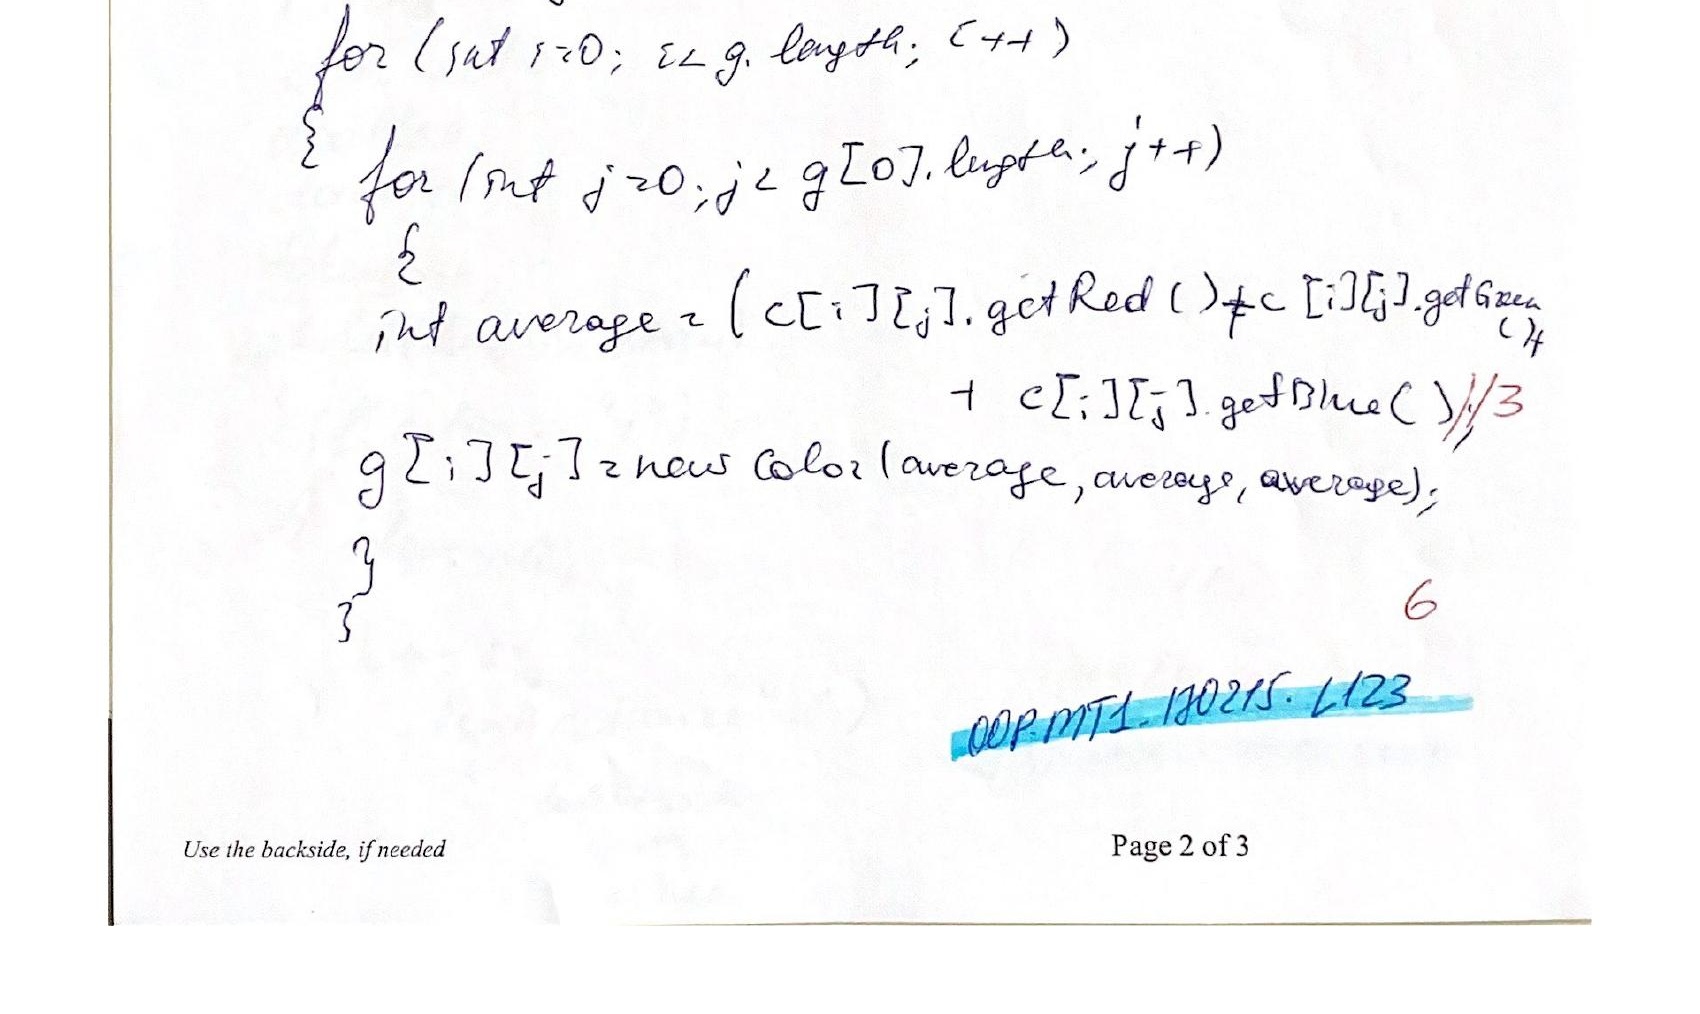 for (int i=0; i< g.length; i++)
{
for (int j=0; j< g[0].length; j++)
{
int average = (c[i][j].getRed()+c[i][j].getGreen
()+
+ c[i][j].getBlue())//3
g[i][j]=new Color(average, average, average);
}
}
6
OOP.MT1.170215.L123
Use the backside, if needed
Page 2 of 3